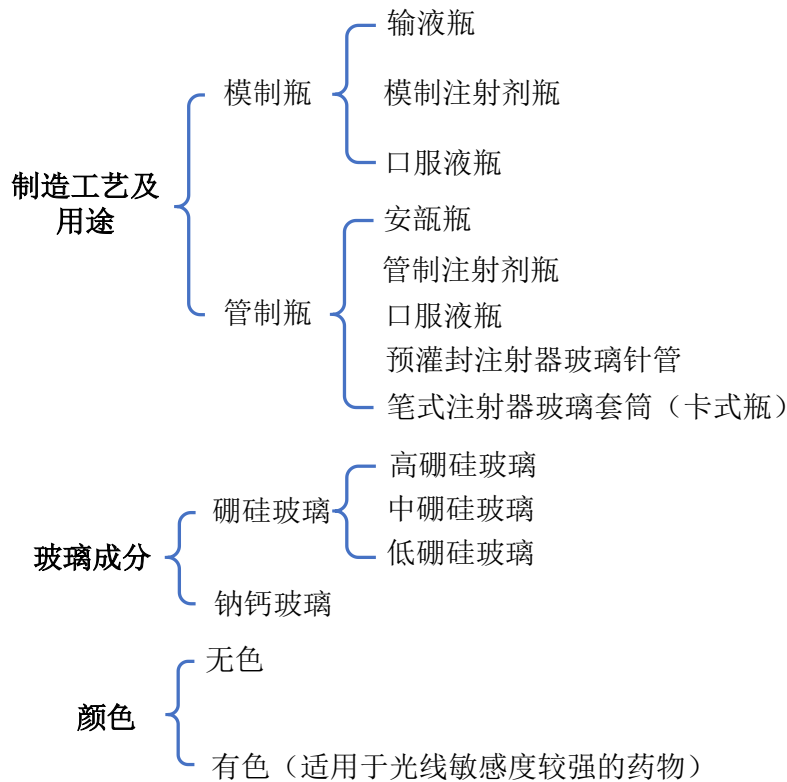 制造工艺及
用途
模制瓶
输液瓶
模制注射剂瓶
口服液瓶
管制瓶
安瓿瓶
管制注射剂瓶
口服液瓶
预灌封注射器玻璃针管
笔式注射器玻璃套筒（卡式瓶）
玻璃成分
硼硅玻璃
高硼硅玻璃
中硼硅玻璃
低硼硅玻璃
钠钙玻璃
颜色
无色
有色（适用于光线敏感度较强的药物）